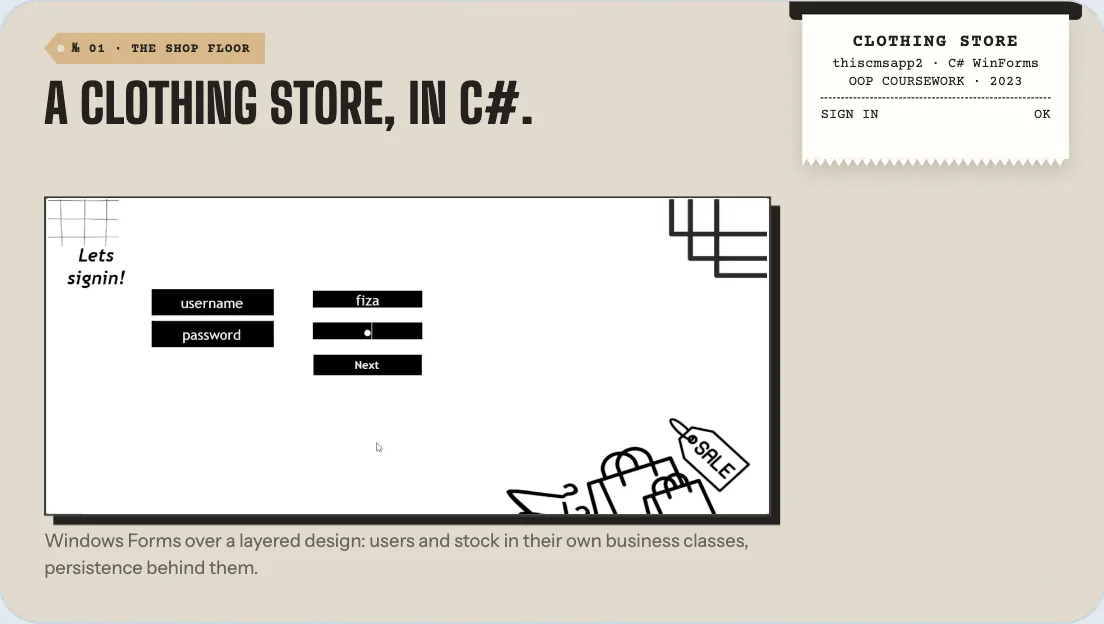 № 01 · THE SHOP FLOOR
A CLOTHING STORE, IN C#.
CLOTHING STORE
thiscmsapp2 · C# WinForms
OOP COURSEWORK · 2023
SIGN IN OK
Lets
signin!
username fiza
password
Next
SALE
Windows Forms over a layered design: users and stock in their own business classes,
persistence behind them.